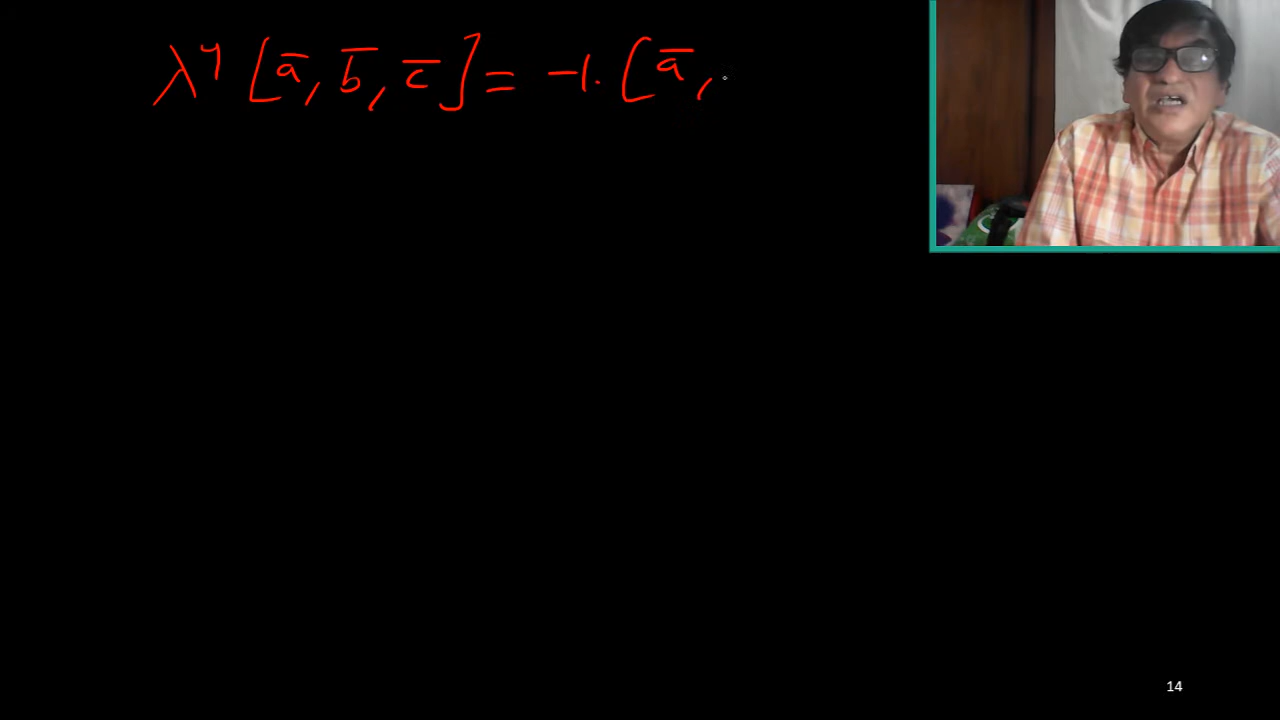 λ⁴ [a̅, b̅, c̅] = -1. [a̅,
14